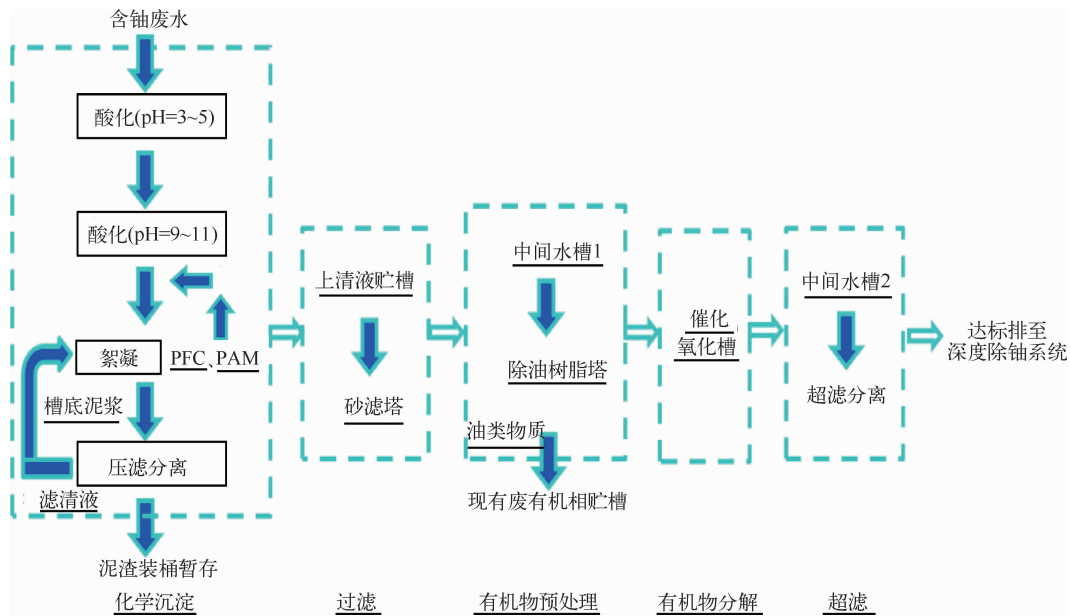 含铀废水
酸化(pH=3~5)
酸化(pH=9~11)
絮凝
PFC、PAM
槽底泥浆
压滤分离
滤清液
泥渣装桶暂存
化学沉淀
上清液贮槽
砂滤塔
过滤
中间水槽1
除油树脂塔
油类物质
现有废有机相贮槽
有机物预处理
催化
氧化槽
有机物分解
中间水槽2
超滤分离
超滤
达标排至
深度除铀系统